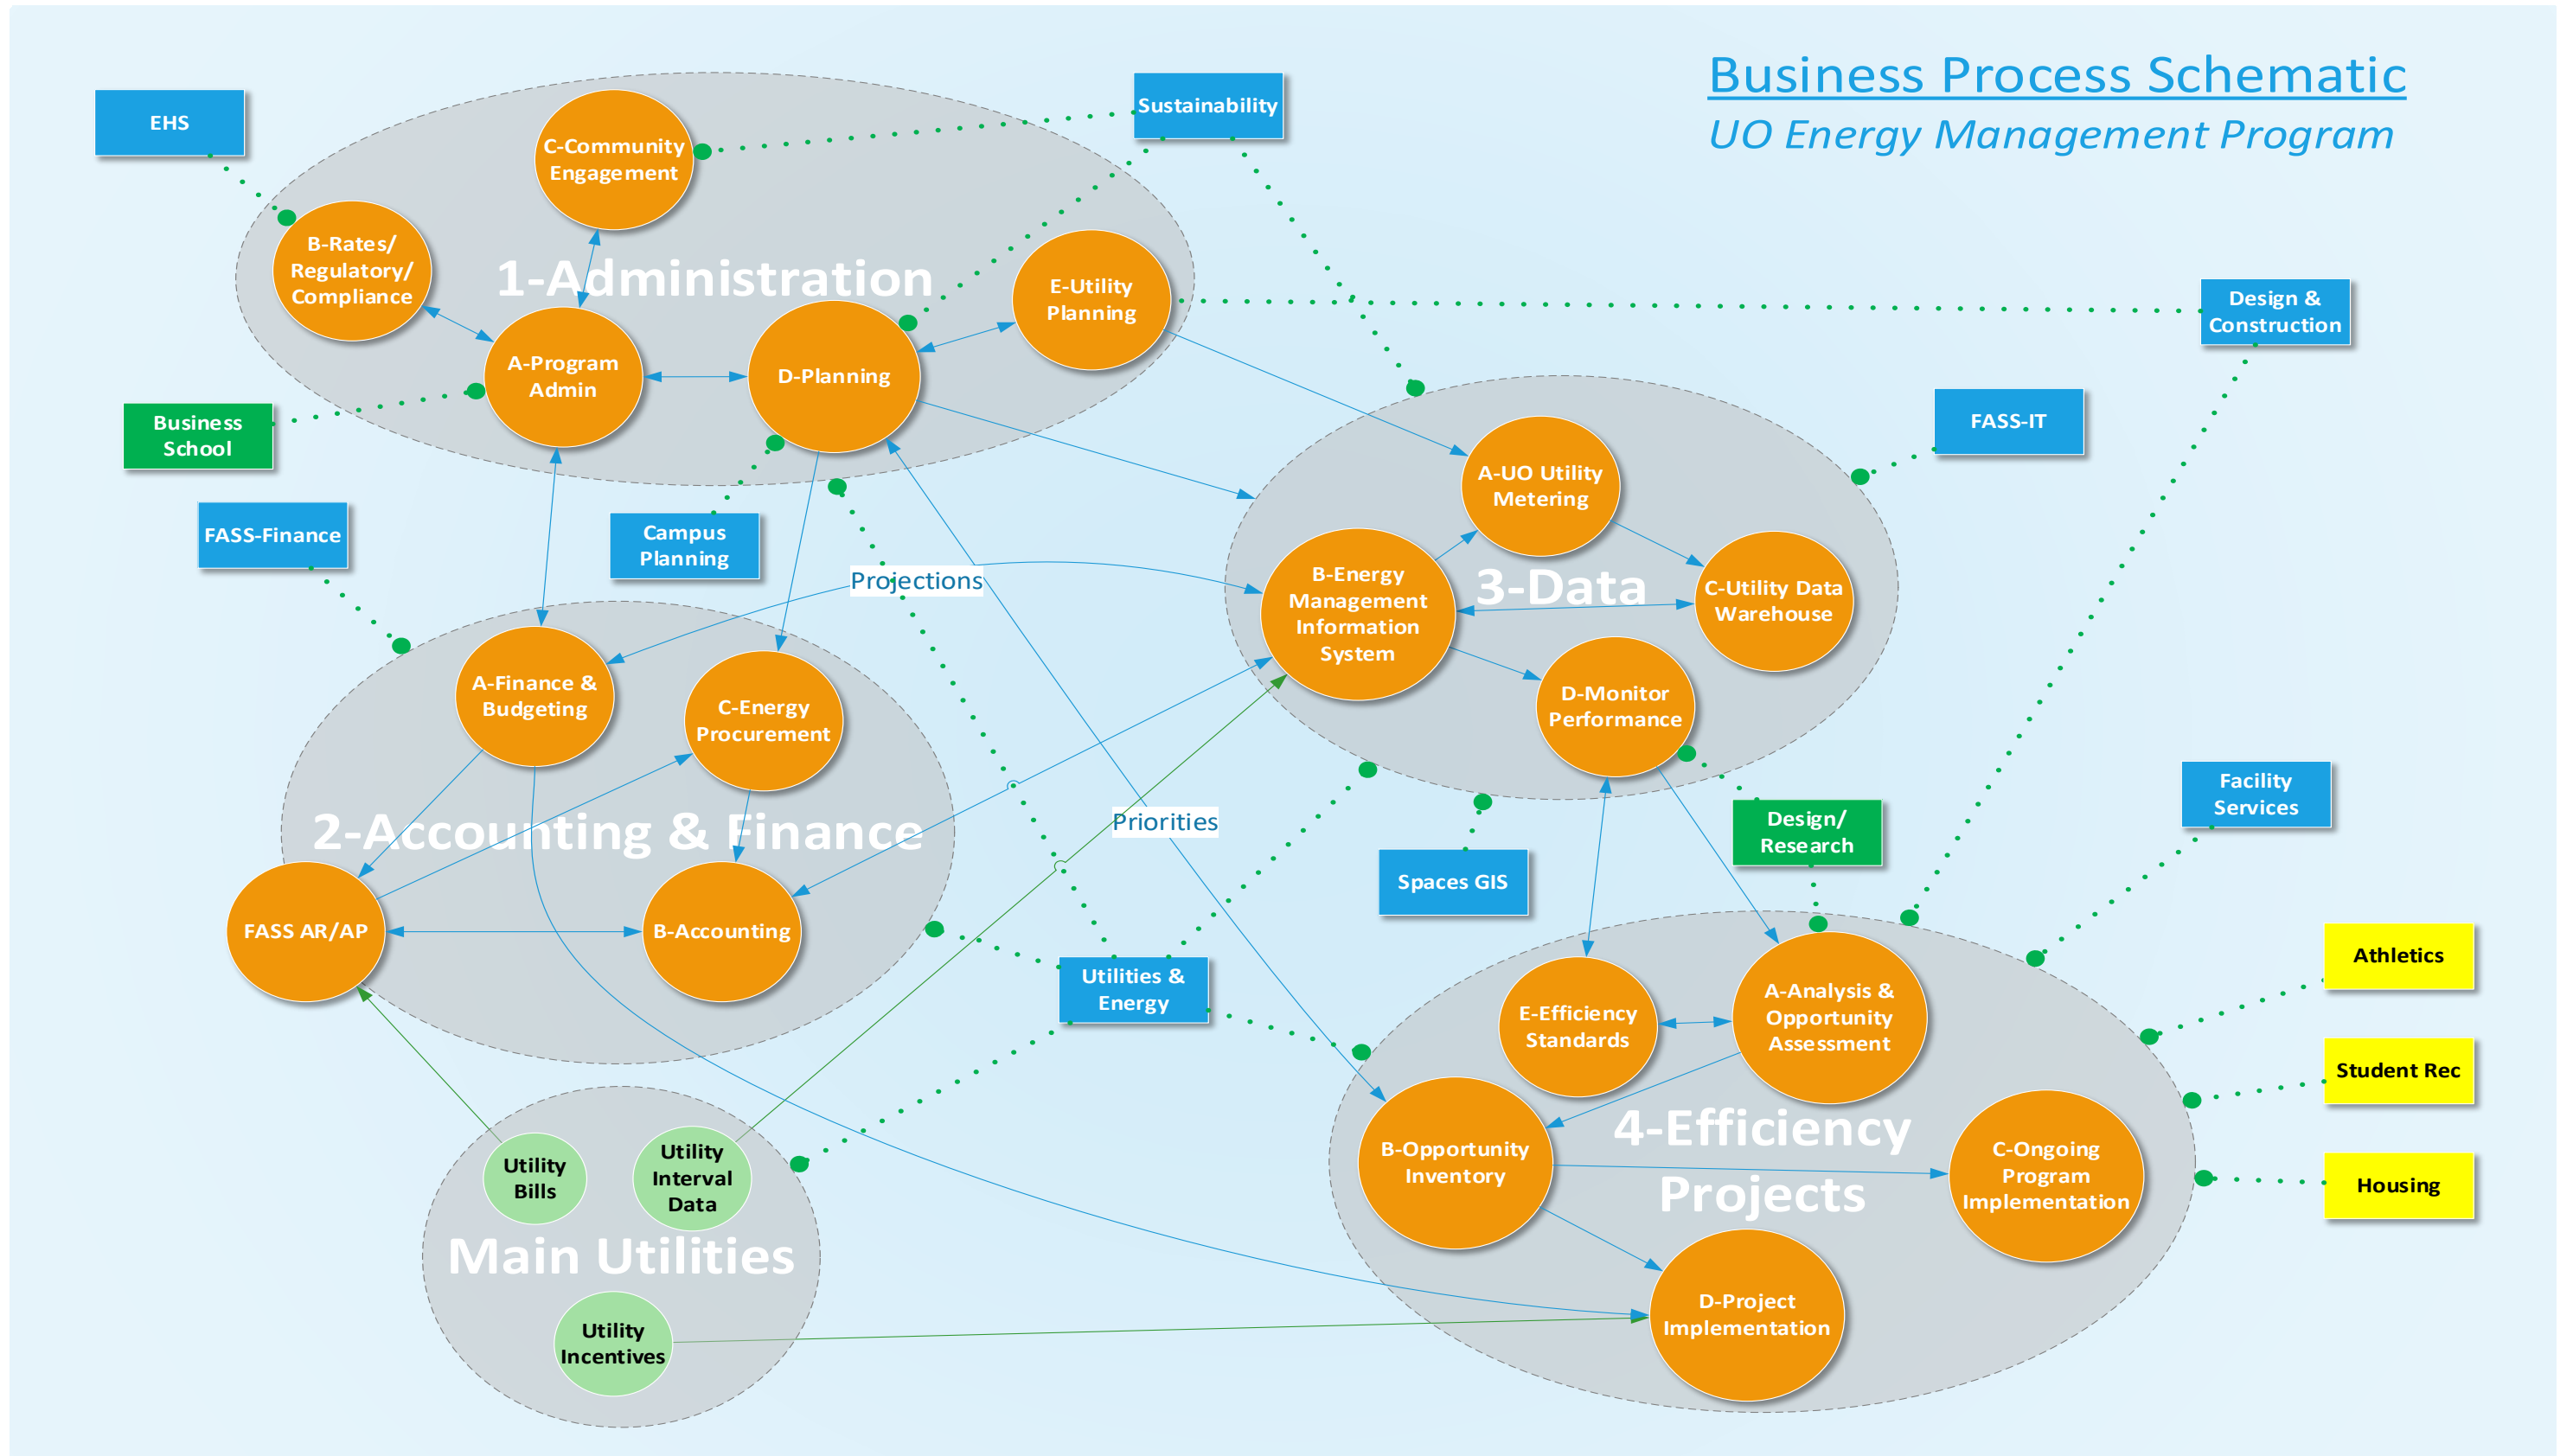 Business Process Schematic
UO Energy Management Program
EHS
Sustainability
C-Community
Engagement
B-Rates/
Regulatory/
Compliance
1-Administration
E-Utility
Planning
A-Program
Admin
D-Planning
Design &
Construction
Business
School
FASS-IT
FASS-Finance
Campus
Planning
A-UO Utility
Metering
Projections
B-Energy
Management
Information
System
3-Data
C-Utility Data
Warehouse
D-Monitor
Performance
A-Finance &
Budgeting
C-Energy
Procurement
2-Accounting & Finance
Priorities
Design/
Research
Facility
Services
Spaces GIS
FASS AR/AP
B-Accounting
Utilities &
Energy
E-Efficiency
Standards
A-Analysis &
Opportunity
Assessment
Athletics
Student Rec
Housing
4-Efficiency
Projects
B-Opportunity
Inventory
C-Ongoing
Program
Implementation
D-Project
Implementation
Utility
Bills
Utility
Interval
Data
Main Utilities
Utility
Incentives